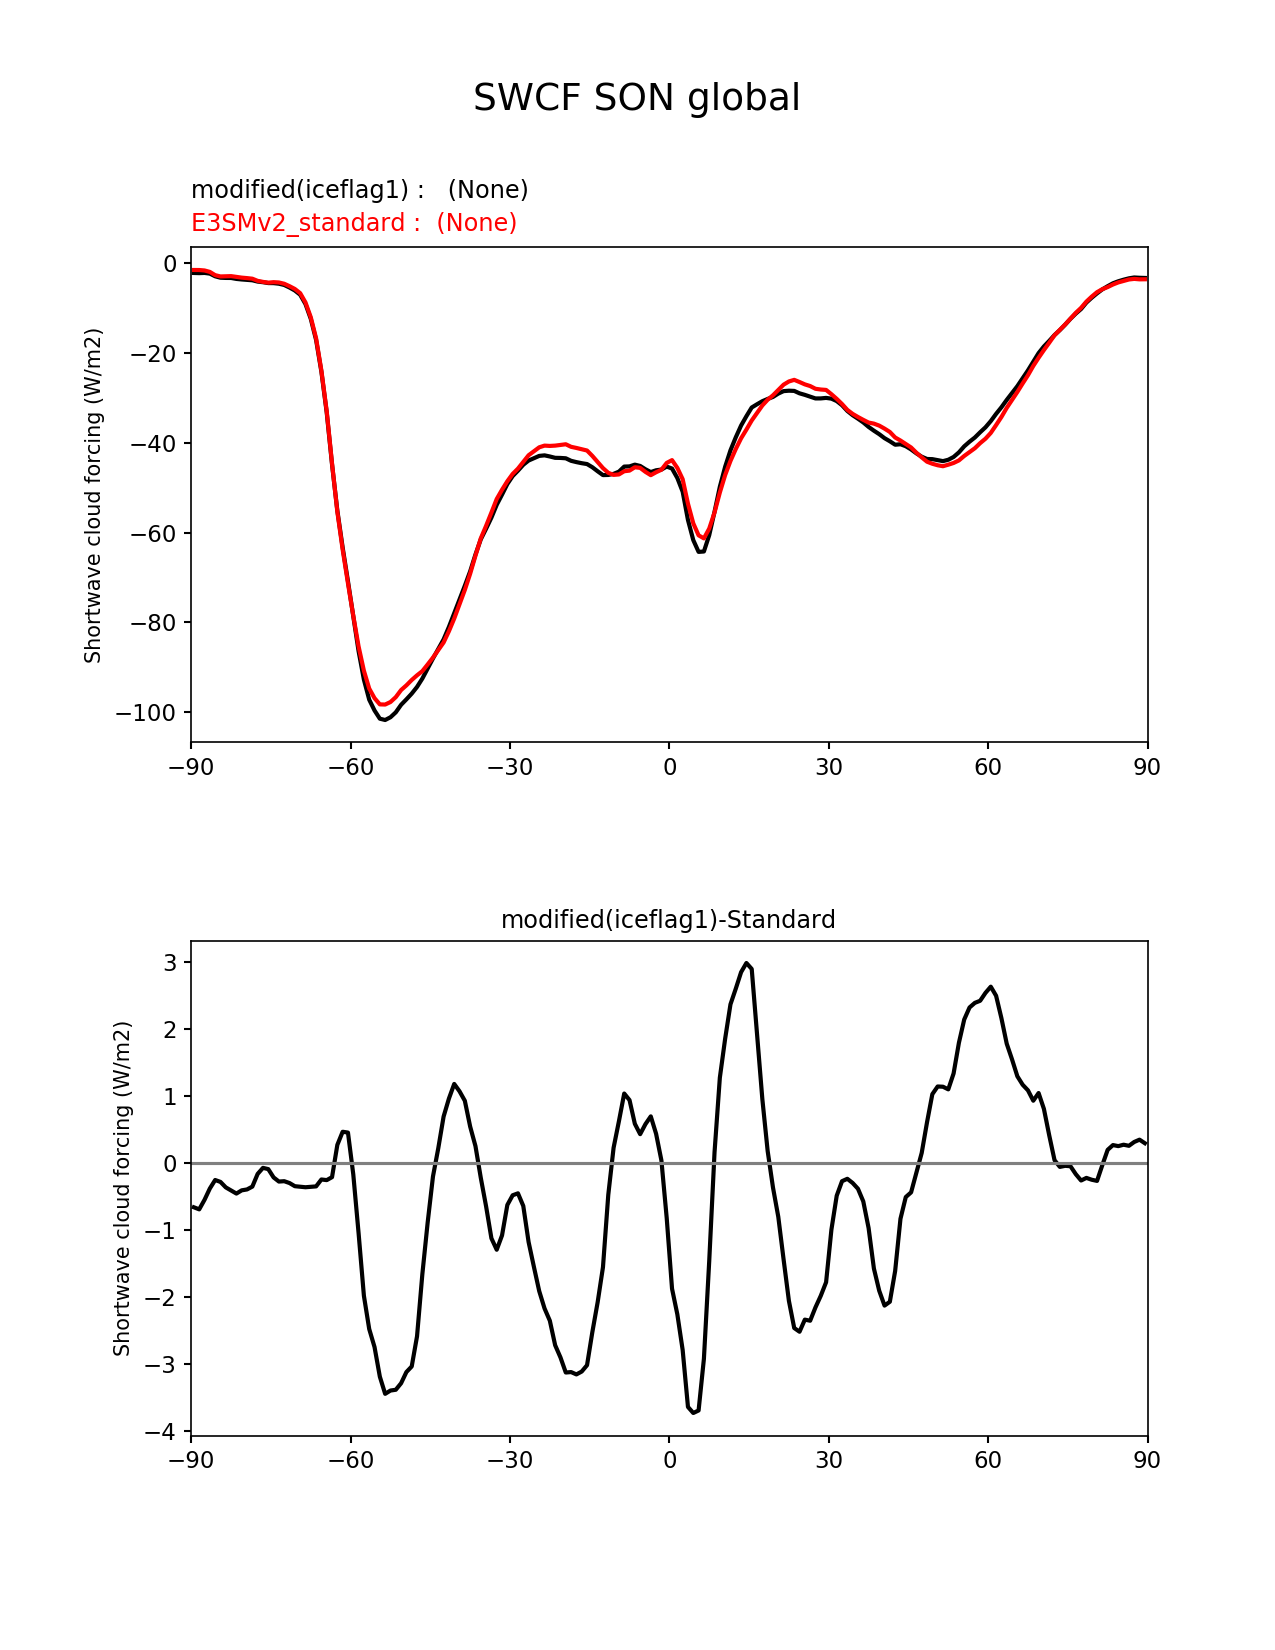 SWCF SON global
modified(iceflag1) :   (None)
E3SMv2_standard :  (None)
Shortwave cloud forcing (W/m2)
0
−20
−40
−60
−80
−100
−90 −60 −30 0 30 60 90
modified(iceflag1)-Standard
Shortwave cloud forcing (W/m2)
3
2
1
0
−1
−2
−3
−4
−90 −60 −30 0 30 60 90